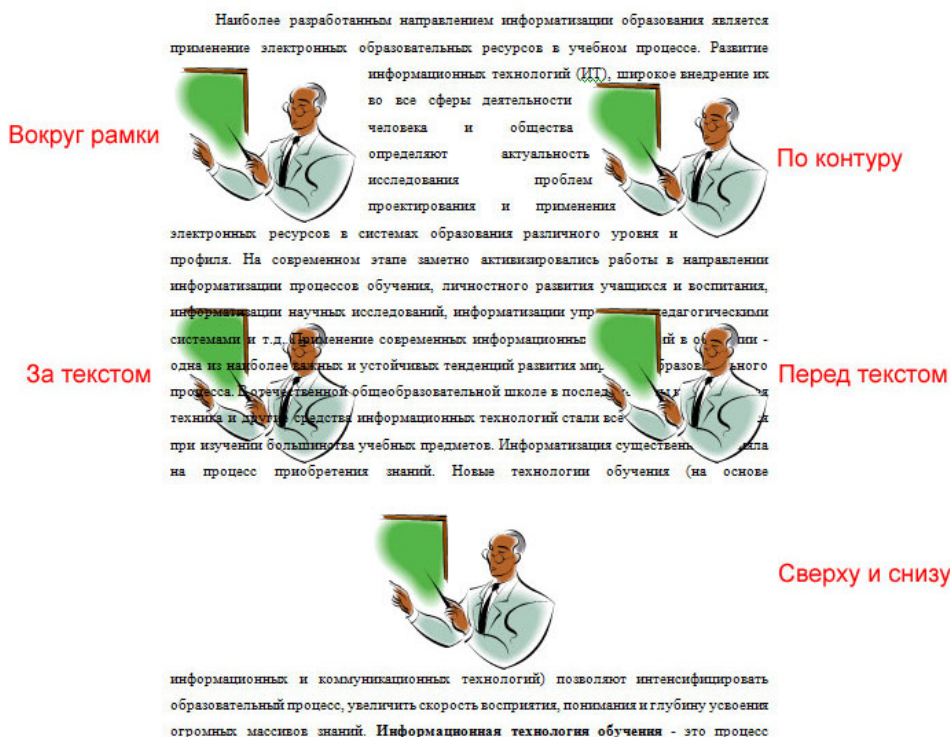 Наиболее разработанным направлением информатизации образования является
применение электронных образовательных ресурсов в учебном процессе. Развитие
информационных технологий (ИТ), широкое внедрение их
во все сферы деятельности
человека и общества
определяют актуальность
исследования проблем
проектирования и применения
Вокруг рамки
По контуру
электронных ресурсов в системах образования различного уровня и
профиля. На современном этапе заметно активизировались работы в направлении
информатизации процессов обучения, личностного развития учащихся и воспитания,
информатизации научных исследований, информатизации педагогическими
системами и т.д. Применение современных информационных в
одна из наиболее важных и устойчивых тенденций развития
процесса. В отечественной общеобразовательной школе в
техника и другие средства информационных технологий стали
при изучении большинства учебных предметов. Информатизация
на процесс приобретения знаний. Новые технологии обучения (на основе
За текстом
Перед текстом
Сверху и снизу
информационных и коммуникационных технологий) позволяют интенсифицировать
образовательный процесс, увеличить скорость восприятия, понимания и глубину усвоения
огромных массивов знаний. Информационная технология обучения - это процесс